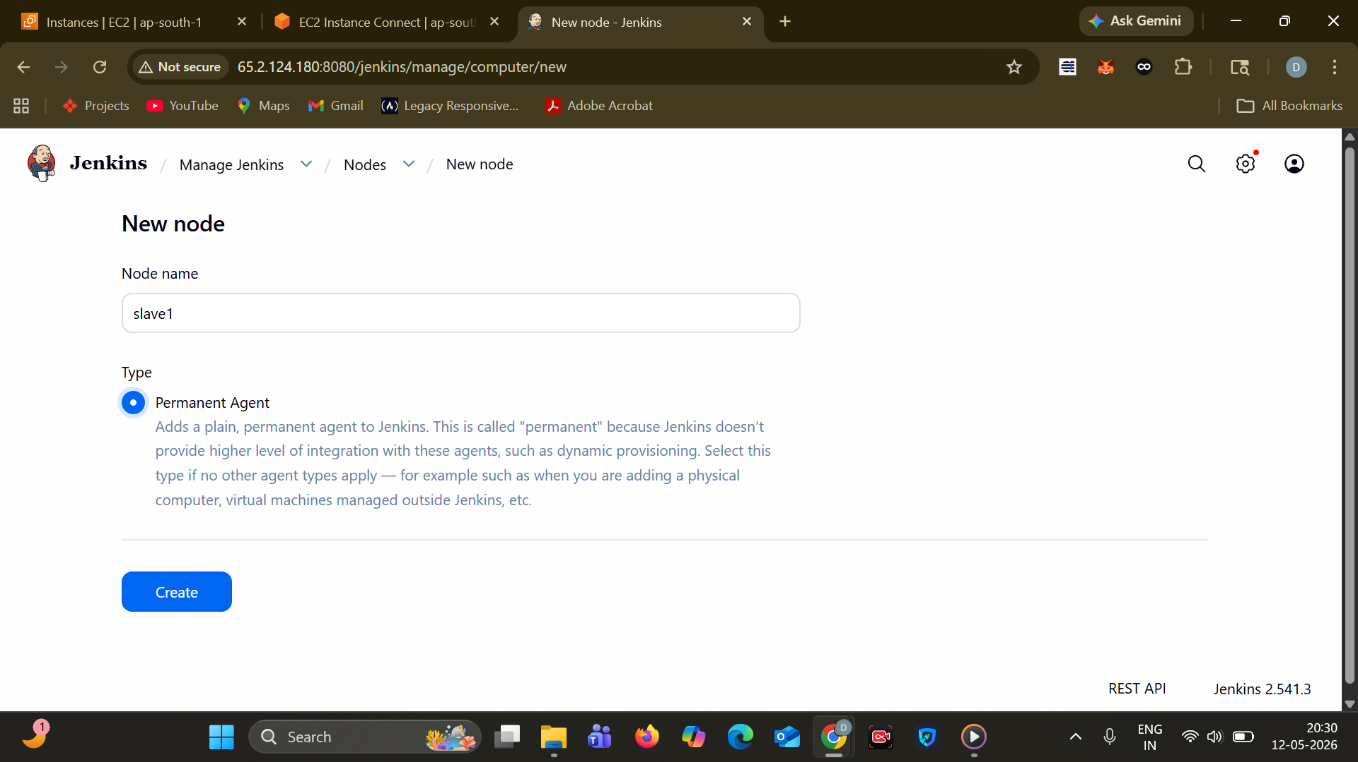 Instances | EC2 | ap-south-1
EC2 Instance Connect | ap-sout
New node - Jenkins
Ask Gemini
Not secure
65.2.124.180:8080/jenkins/manage/computer/new
D
Projects
YouTube
Maps
Gmail
Legacy Responsive...
Adobe Acrobat
All Bookmarks
Jenkins / Manage Jenkins / Nodes / New node
New node
Node name
slave1
Type
Permanent Agent
Adds a plain, permanent agent to Jenkins. This is called "permanent" because Jenkins doesn’t
provide higher level of integration with these agents, such as dynamic provisioning. Select this
type if no other agent types apply — for example such as when you are adding a physical
computer, virtual machines managed outside Jenkins, etc.
Create
REST API
Jenkins 2.541.3
1
Search
D
ENG
IN
20:30
12-05-2026